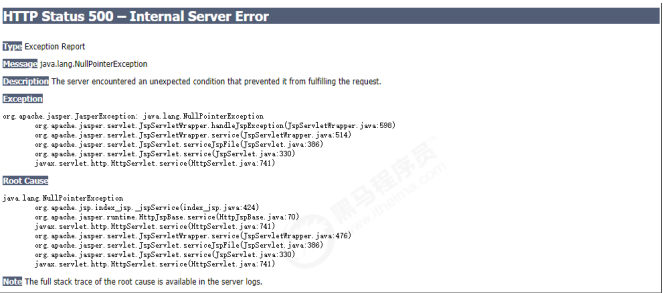 HTTP Status 500 – Internal Server Error
Type Exception Report
Message java.lang.NullPointerException
Description The server encountered an unexpected condition that prevented it from fulfilling the request.
Exception
org.apache.jasper.JasperException: java.lang.NullPointerException
org.apache.jasper.servlet.JspServletWrapper.handleJspException(JspServletWrapper.java:598)
org.apache.jasper.servlet.JspServletWrapper.service(JspServletWrapper.java:514)
org.apache.jasper.servlet.JspServlet.serviceJspFile(JspServlet.java:386)
org.apache.jasper.servlet.JspServlet.service(JspServlet.java:330)
javax.servlet.http.HttpServlet.service(HttpServlet.java:741)
Root Cause
java.lang.NullPointerException
org.apache.jsp.index_jsp._jspService(index_jsp.java:424)
org.apache.jasper.runtime.HttpJspBase.service(HttpJspBase.java:70)
javax.servlet.http.HttpServlet.service(HttpServlet.java:741)
org.apache.jasper.servlet.JspServletWrapper.service(JspServletWrapper.java:476)
org.apache.jasper.servlet.JspServlet.serviceJspFile(JspServlet.java:386)
org.apache.jasper.servlet.JspServlet.service(JspServlet.java:330)
javax.servlet.http.HttpServlet.service(HttpServlet.java:741)
Note The full stack trace of the root cause is available in the server logs.
黑马程序员
www.itheima.com